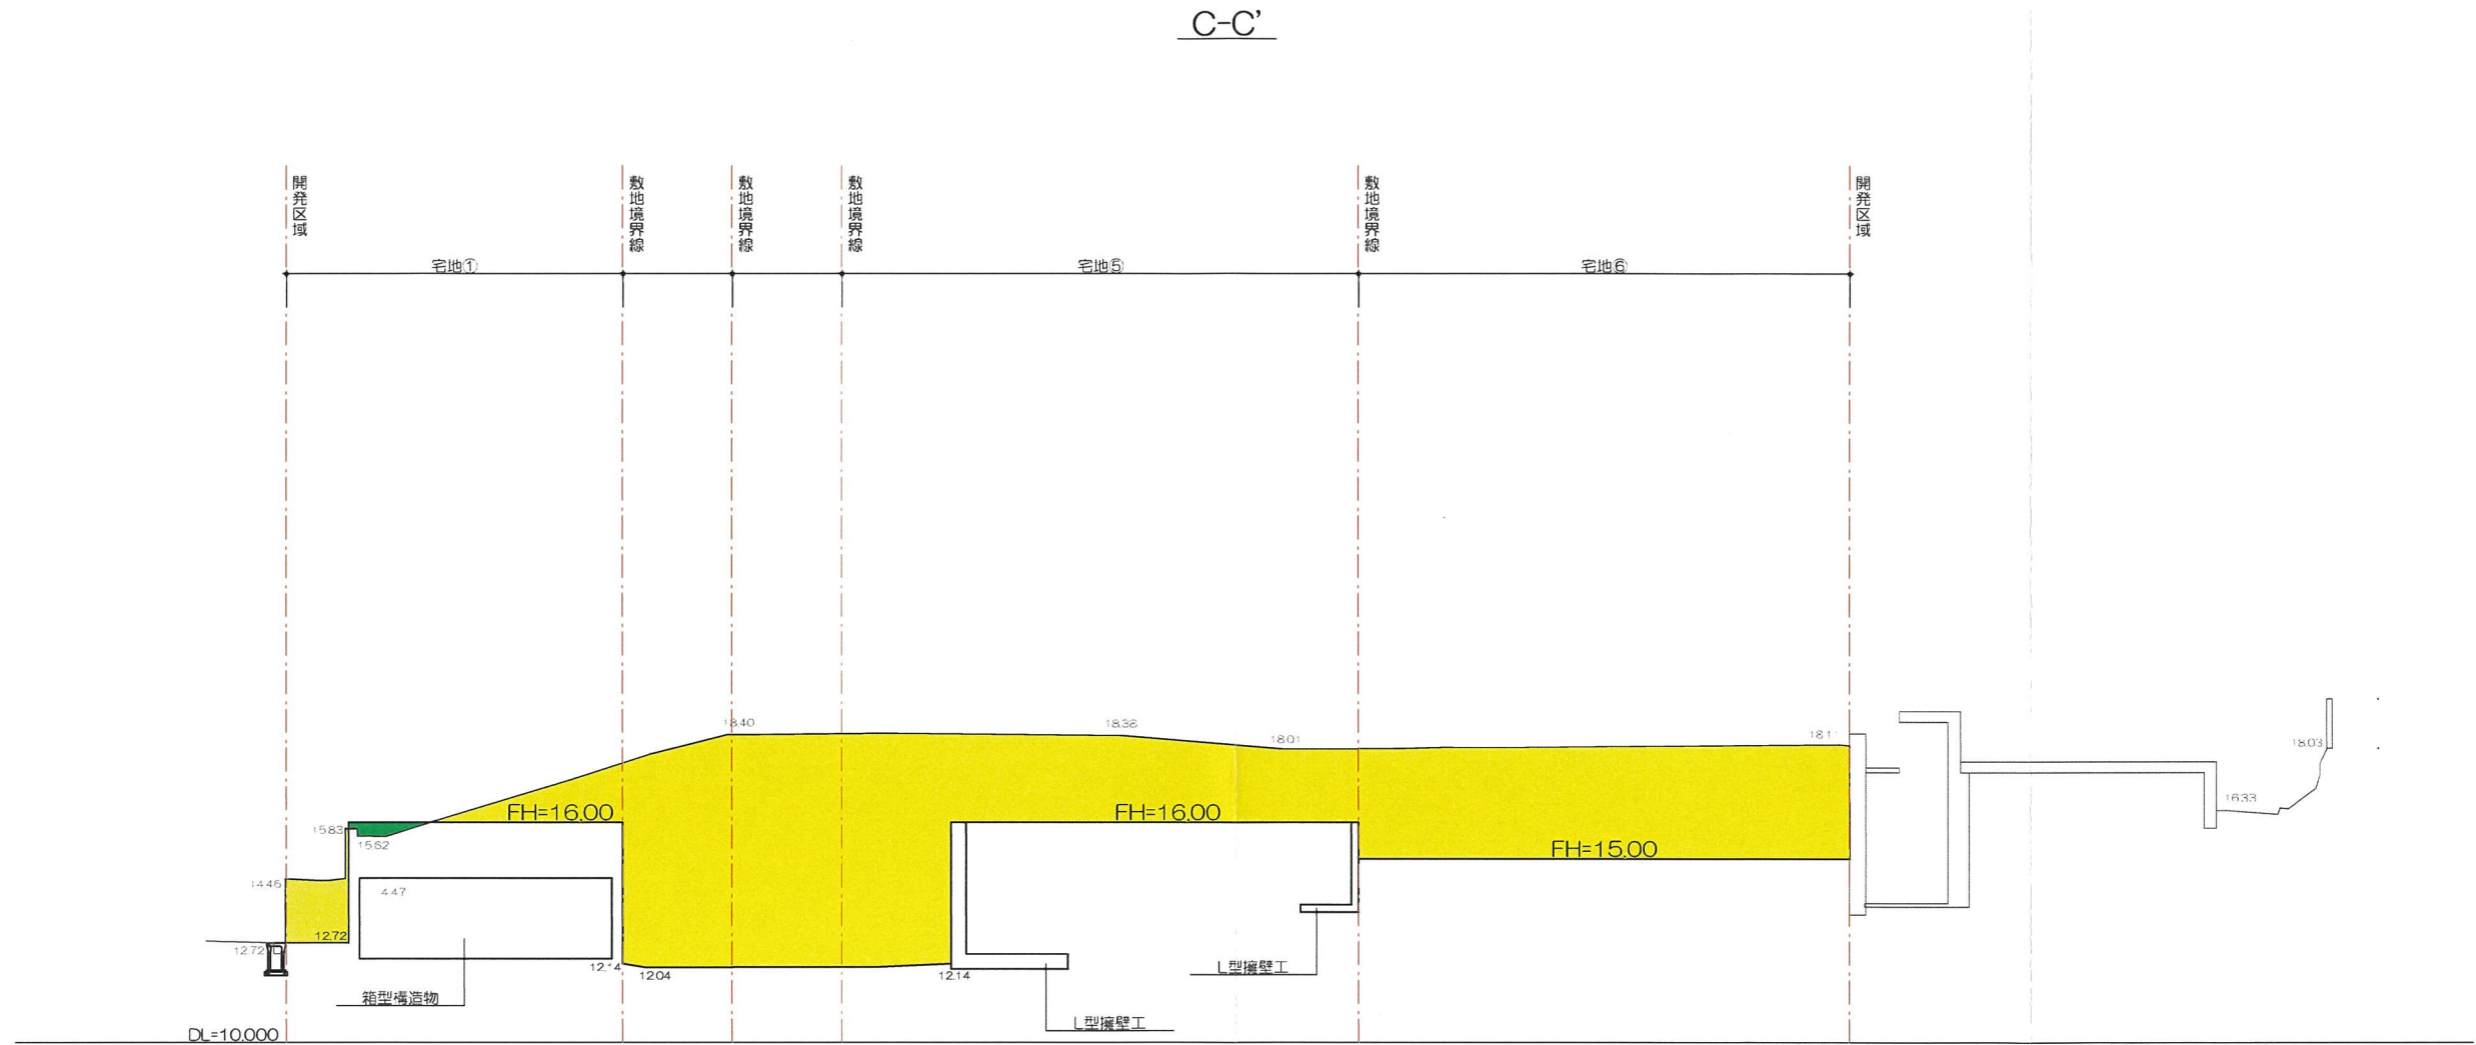 C-C'
開発区域
敷地境界線
敷地境界線
敷地境界線
敷地境界線
開発区域
宅地①
宅地⑤
宅地⑥
18.40
18.38
18.01
18.11
18.03
16.33
FH=16.00
FH=16.00
FH=15.00
15.83
15.62
14.46
4.47
12.72
12.72
12.14
12.04
12.14
箱型構造物
L型擁壁工
L型擁壁工
DL=10.000